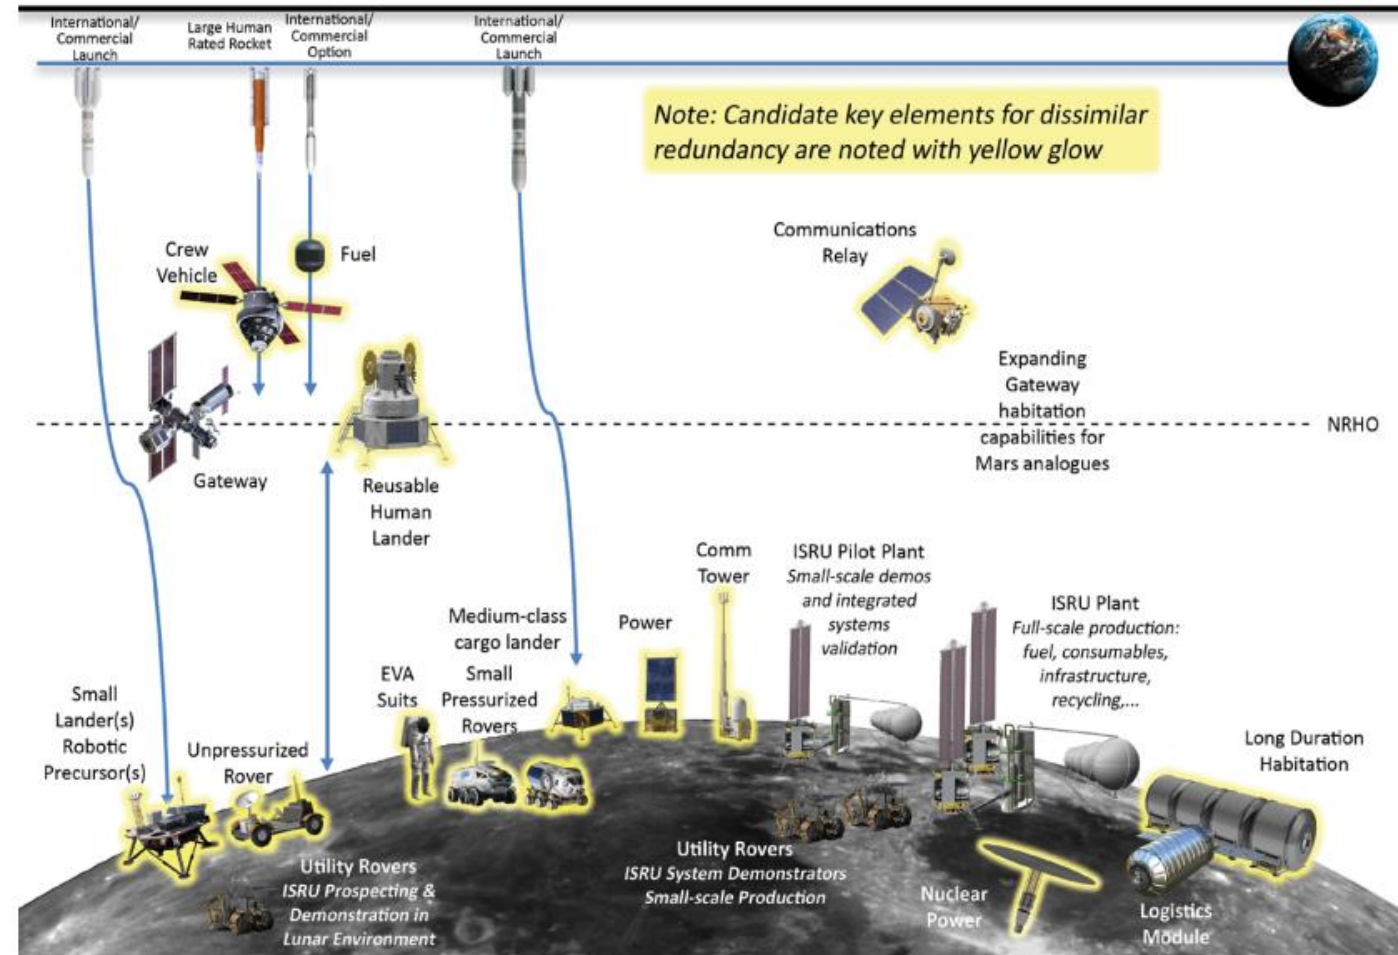 International/
Commercial
Launch
Large Human
Rated Rocket
International/
Commercial
Option
International/
Commercial
Launch
Note: Candidate key elements for dissimilar
redundancy are noted with yellow glow
Crew
Vehicle
Fuel
Communications
Relay
Expanding
Gateway
habitation
capabilities for
Mars analogues
NRHO
Gateway
Reusable
Human
Lander
Comm
Tower
ISRU Pilot Plant
Small-scale demos
and integrated
systems
validation
ISRU Plant
Full-scale production:
fuel, consumables,
infrastructure,
recycling,...
Medium-class
cargo lander
Power
EVA
Suits
Small
Pressurized
Rovers
Small
Lander(s)
Robotic
Precursor(s)
Unpressurized
Rover
Long Duration
Habitation
Utility Rovers
ISRU Prospecting &
Demonstration in
Lunar Environment
Utility Rovers
ISRU System Demonstrators
Small-scale Production
Nuclear
Power
Logistics
Module